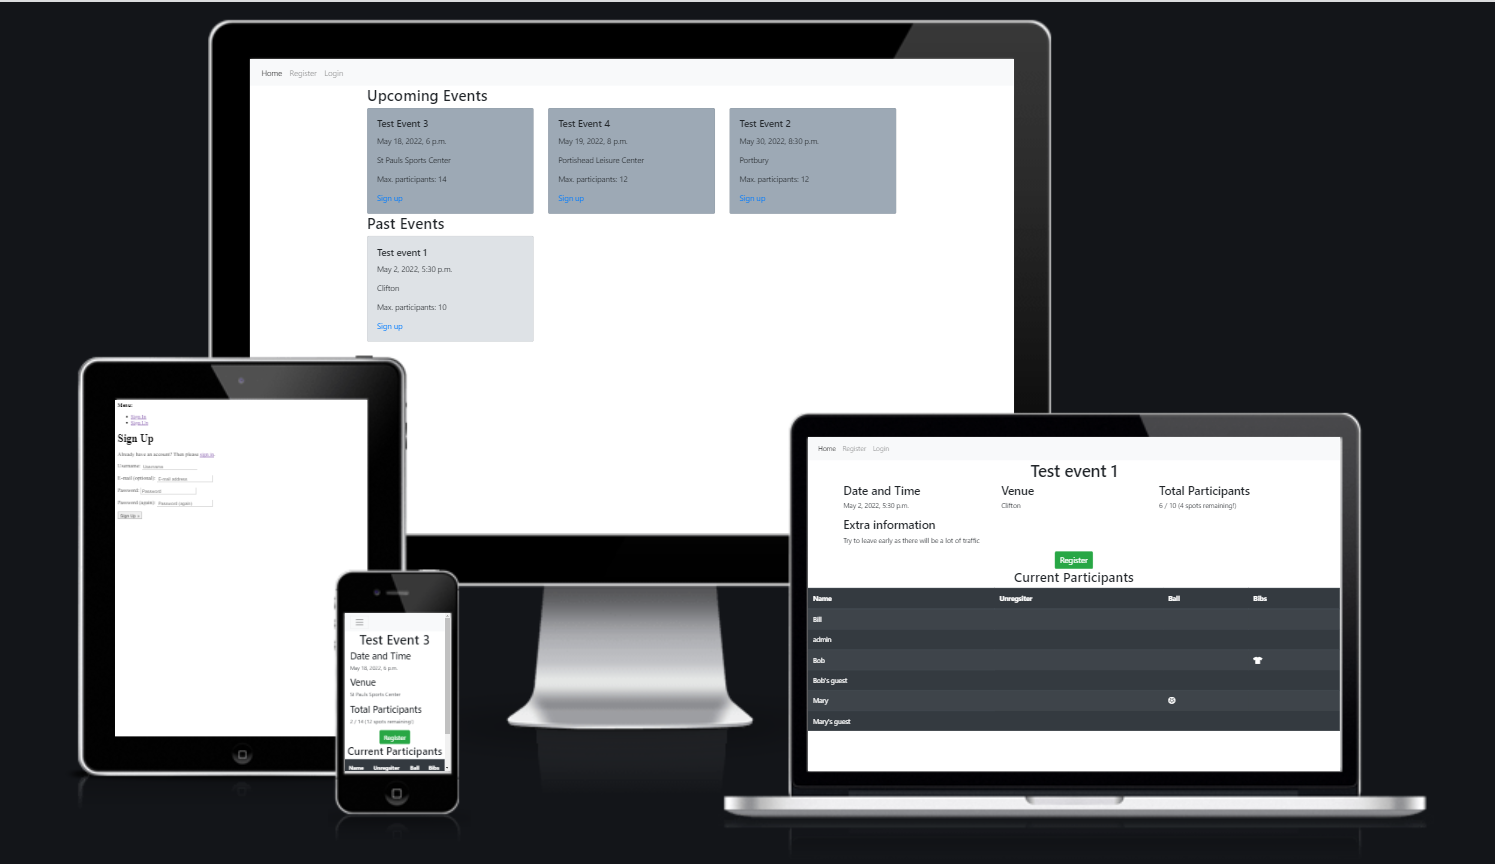 Home Register Login
Upcoming Events
Test Event 3
May 18, 2022, 6 p.m.
St Pauls Sports Center
Max. participants: 14
Sign up
Test Event 4
May 19, 2022, 8 p.m.
Portishead Leisure Center
Max. participants: 12
Sign up
Test Event 2
May 30, 2022, 8:30 p.m.
Portbury
Max. participants: 12
Sign up
Past Events
Test event 1
May 2, 2022, 5:30 p.m.
Clifton
Max. participants: 10
Sign up
Menu:
Sign In
Sign Up
Sign Up
Already have an account? Then please sign in.
Username: Username
E-mail (optional): E-mail address
Password: Password
Password (again): Password (again)
Sign Up »
Test Event 3
Date and Time
May 18, 2022, 6 p.m.
Venue
St Pauls Sports Center
Total Participants
2 / 14 (12 spots remaining!)
Register
Current Participants
Name Unregsiter Ball Bibs
Home Register Login
Test event 1
Date and Time Venue Total Participants
May 2, 2022, 5:30 p.m. Clifton 6 / 10 (4 spots remaining!)
Extra information
Try to leave early as there will be a lot of traffic
Register
Current Participants
Name Unregsiter Ball Bibs
Bill
admin
Bob
Bob's guest
Mary
Mary's guest